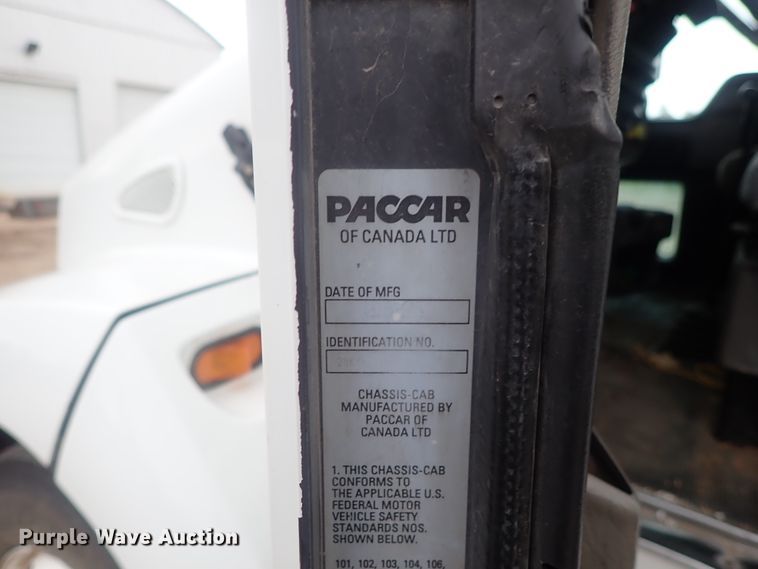 PACCAR
OF CANADA LTD
DATE OF MFG
IDENTIFICATION NO.
CHASSIS-CAB
MANUFACTURED BY
PACCAR OF
CANADA LTD
1. THIS CHASSIS-CAB
CONFORMS TO
THE APPLICABLE U.S.
FEDERAL MOTOR
VEHICLE SAFETY
STANDARDS NOS.
SHOWN BELOW.
101, 102, 103, 104, 106,
Purple Wave Auction